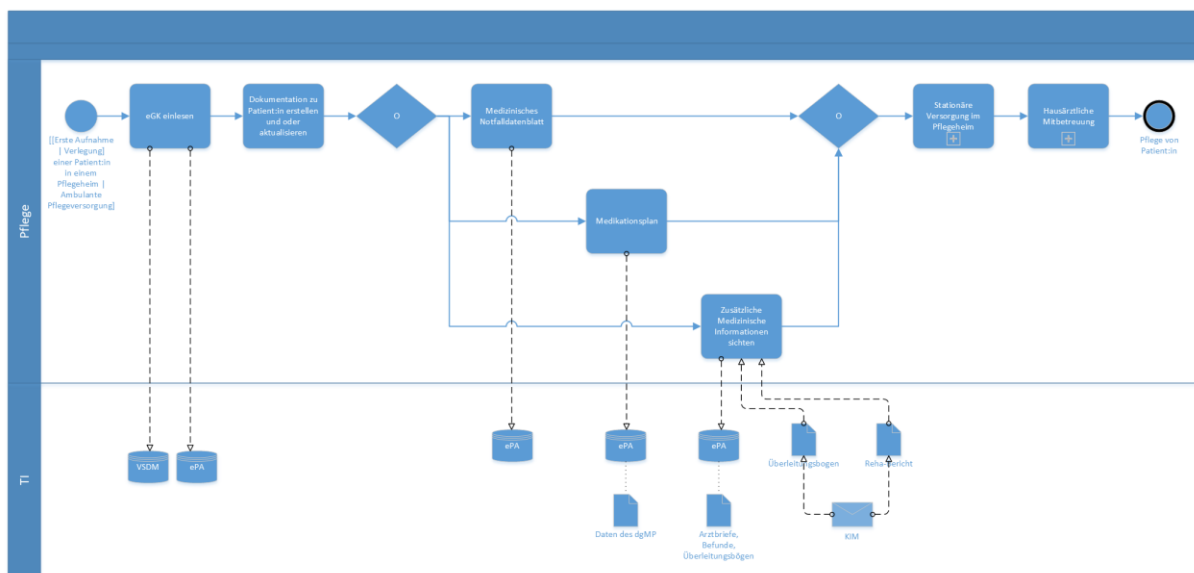 Pflege
[[Erste Aufnahme
| Verlegung]
einer Patient:in
in einem
Pflegeheim |
Ambulante
Pflegeversorgung]
eGK einlesen
Dokumentation zu
Patient:in erstellen
und oder
aktualisieren
O
Medizinisches
Notfalldatenblatt
O
Stationäre
Versorgung im
Pflegeheim
Hausärztliche
Mitbetreuung
Pflege von
Patient:in
Medikationsplan
Zusätzliche
Medizinische
Informationen
sichten
TI
VSDM
ePA
ePA
ePA
ePA
Überleitungsbogen
Reha-Bericht
Daten des dgMP
Arztbriefe,
Befunde,
Überleitungsbögen
KIM